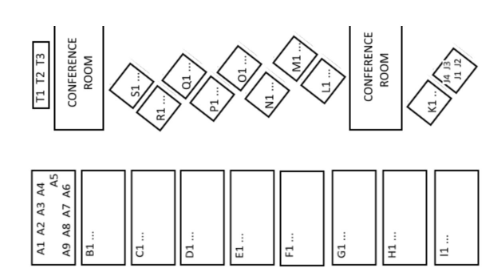 T1 T2 T3
CONFERENCE
ROOM
S1 ...
R1 ...
Q1 ...
P1 ...
O1 ...
N1 ...
M1 ...
L1 ...
CONFERENCE
ROOM
K1 ...
J4 J3
J1 J2
A1 A2 A3 A4
A5
A9 A8 A7 A6
B1 ...
C1 ...
D1 ...
E1 ...
F1 ...
G1 ...
H1 ...
I1 ...